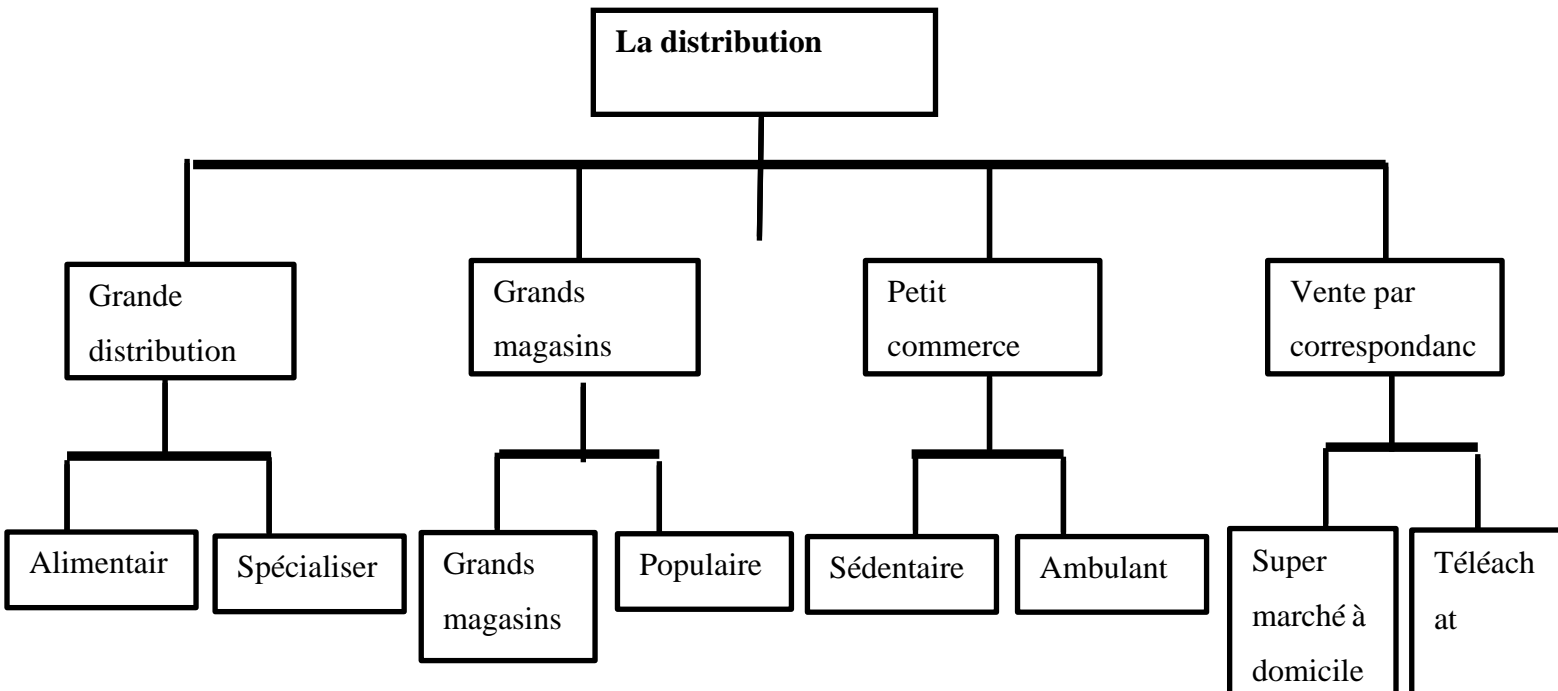 La distribution
Grande
distribution
Grands
magasins
Petit
commerce
Vente par
correspondanc
Alimentair
Spécialiser
Grands
magasins
Populaire
Sédentaire
Ambulant
Super
marché à
domicile
Téléach
at